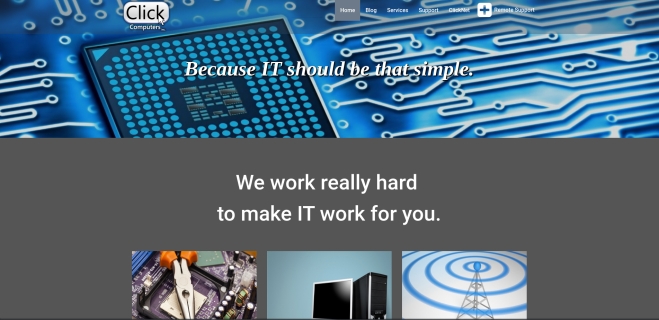 Click
Computers
Home
Blog
Services
Support
ClickNet
Remote Support
Because IT should be that simple.
We work really hard
to make IT work for you.